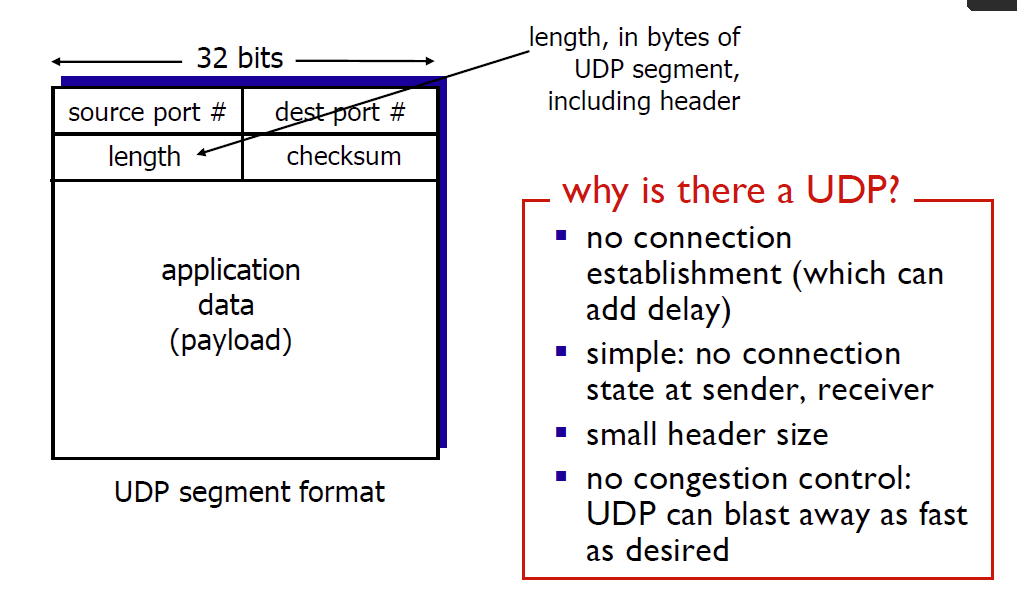 32 bits
length, in bytes of
UDP segment,
including header
source port #
dest port #
length
checksum
application
data
(payload)
UDP segment format
why is there a UDP?
no connection
establishment (which can
add delay)
simple: no connection
state at sender, receiver
small header size
no congestion control:
UDP can blast away as fast
as desired